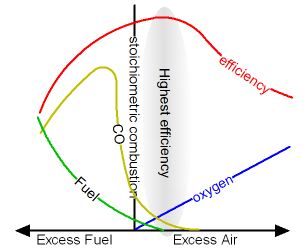 efficiency
stoichiometric combustion
Highest efficiency
CO
Fuel
oxygen
Excess Fuel
Excess Air